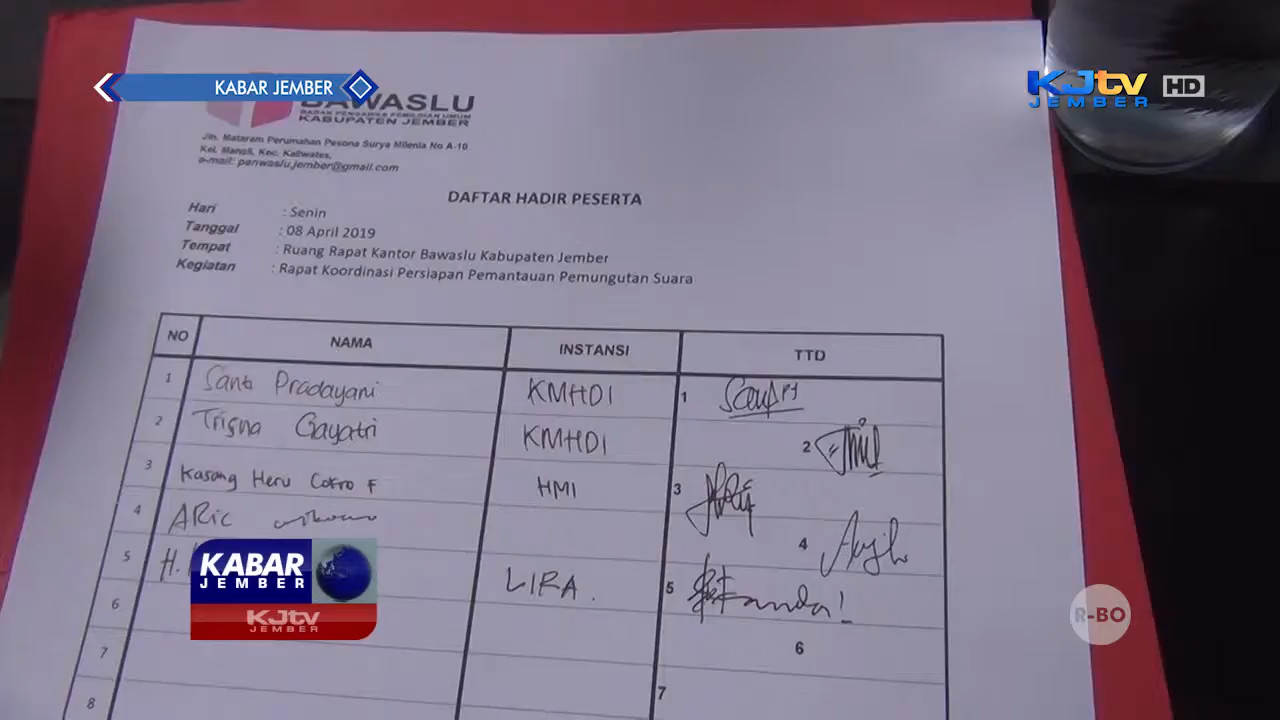 KABAR JEMBER
KJtv HD
JEMBER
BAWASLU
BADAN PENGAWAS PEMILIHAN UMUM
KABUPATEN JEMBER
Jln. Mataram Perumahan Pesona Surya Milenia No A-10
Kel. Mangli, Kec. Kaliwates,
e-mail: panwaslu.jember@gmail.com
DAFTAR HADIR PESERTA
Hari : Senin
Tanggal : 08 April 2019
Tempat : Ruang Rapat Kantor Bawaslu Kabupaten Jember
Kegiatan : Rapat Koordinasi Persiapan Pemantauan Pemungutan Suara
NO NAMA INSTANSI TTD
1 Pradayani KMHDI 1
2 Trisna Gayatri KMHDI 2
3 Kasong Heru Cokro F HMI 3
4 ARic 4
5 H. LIRA. 5
6 6
7 7
8
KABAR
JEMBER
KJtv
JEMBER
R-BO